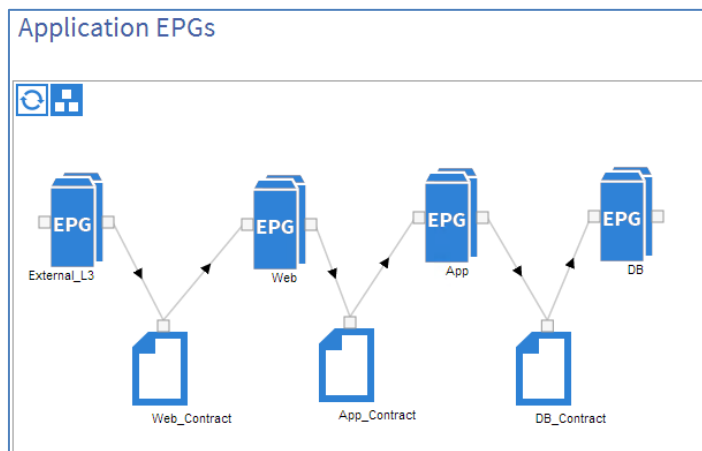 Application EPGs
EPG
EPG
EPG
EPG
External_L3
Web
App
DB
Web_Contract
App_Contract
DB_Contract